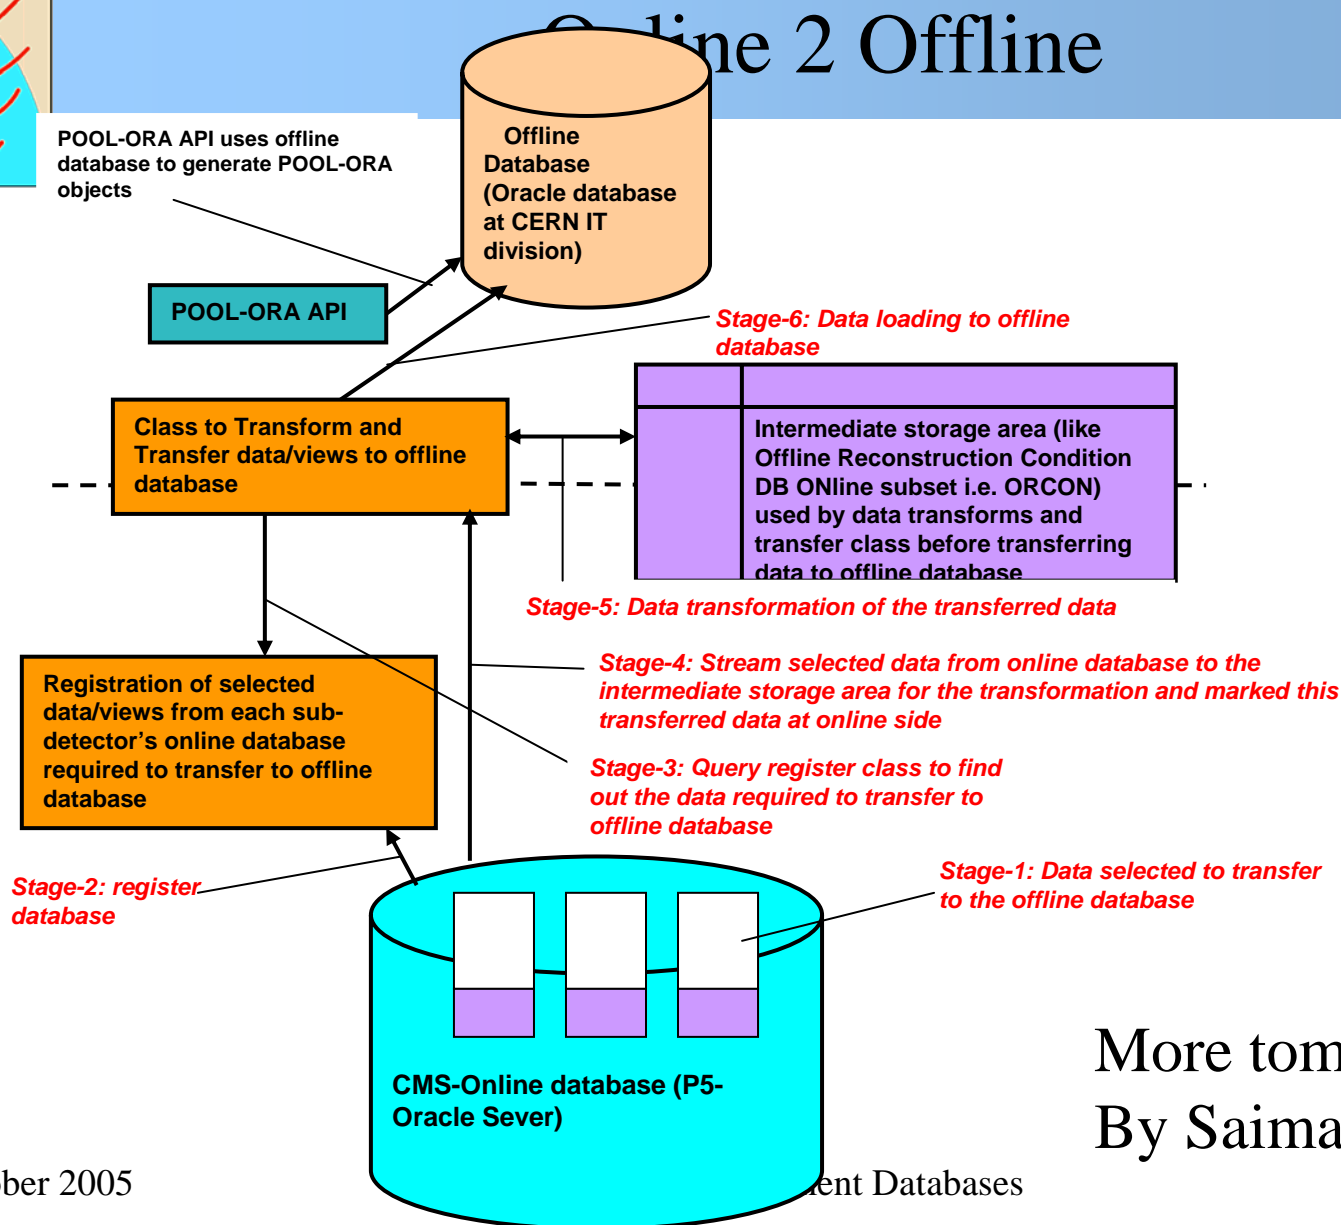 2 Offline
POOL-ORA API uses offline
database to generate POOL-ORA
objects
Offline
Database
(Oracle database
at CERN IT
division)
POOL-ORA API
Stage-6: Data loading to offline
database
Class to Transform and
Transfer data/views to offline
database
Intermediate storage area (like
Offline Reconstruction Condition
DB ONline subset i.e. ORCON)
used by data transforms and
transfer class before transferring
data to offline database
Stage-5: Data transformation of the transferred data
Stage-4: Stream selected data from online database to the
intermediate storage area for the transformation and marked this
transferred data at online side
Registration of selected
data/views from each sub-
detector's online database
required to transfer to offline
database
Stage-3: Query register class to find
out the data required to transfer to
offline database
Stage-2: register
database
Stage-1: Data selected to transfer
to the offline database
CMS-Online database (P5-
Oracle Sever)
More
By Saima
2005
Databases